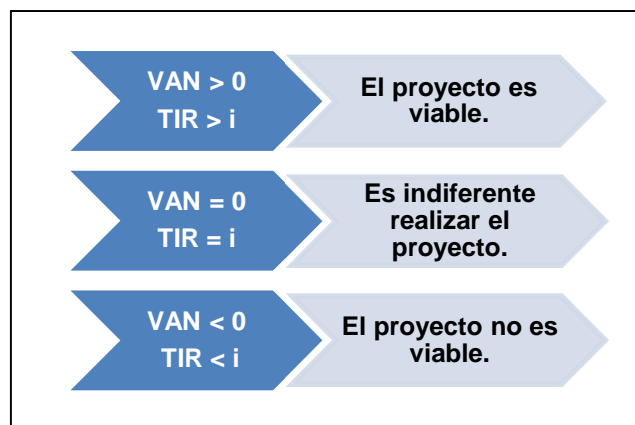 VAN > 0
TIR > i
El proyecto es
viable.
VAN = 0
TIR = i
Es indiferente
realizar el
proyecto.
VAN < 0
TIR < i
El proyecto no es
viable.